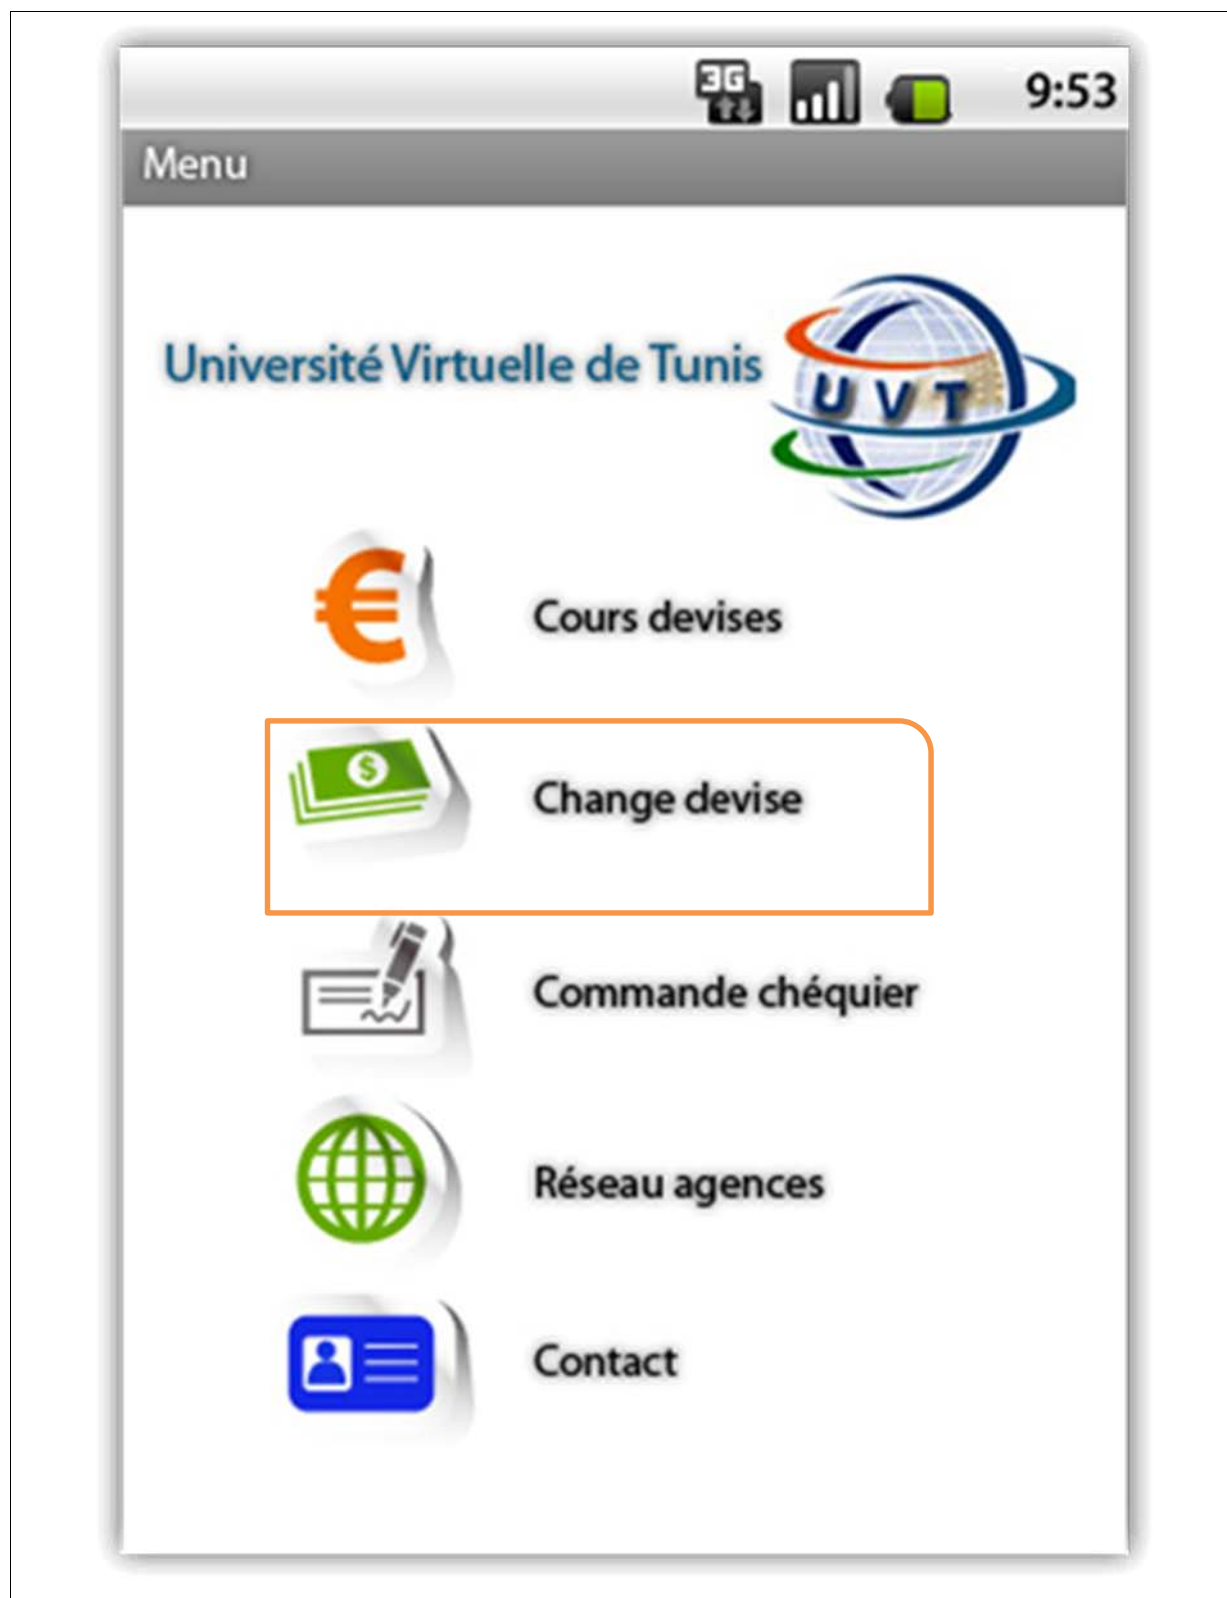 3G
9:53
Menu
Université Virtuelle de Tunis
UVT
€
Cours devises
$
Change devise
Commande chéquier
Réseau agences
Contact